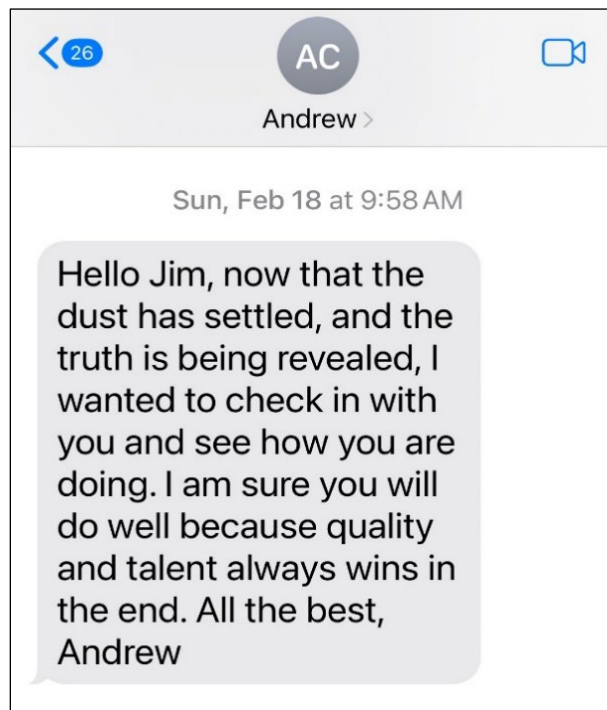 26
AC
Andrew >
Sun, Feb 18 at 9:58 AM
Hello Jim, now that the
dust has settled, and the
truth is being revealed, I
wanted to check in with
you and see how you are
doing. I am sure you will
do well because quality
and talent always wins in
the end. All the best,
Andrew